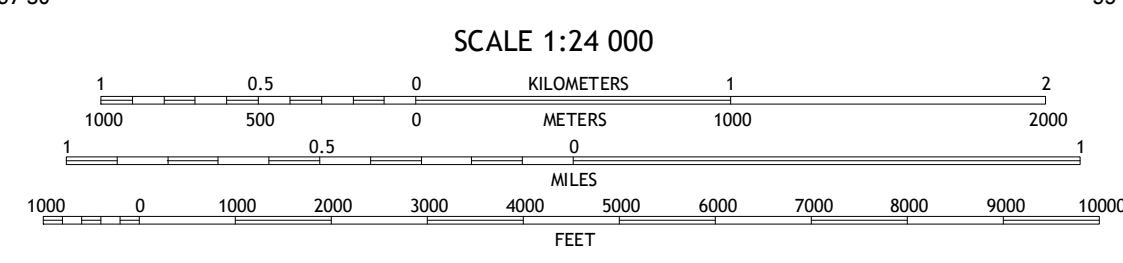 SCALE 1:24 000
1 0.5 0 KILOMETERS 1 2
1000 500 0 METERS 1000 2000
1 0.5 0 1
MILES
1000 0 1000 2000 3000 4000 5000 6000 7000 8000 9000 10000
FEET